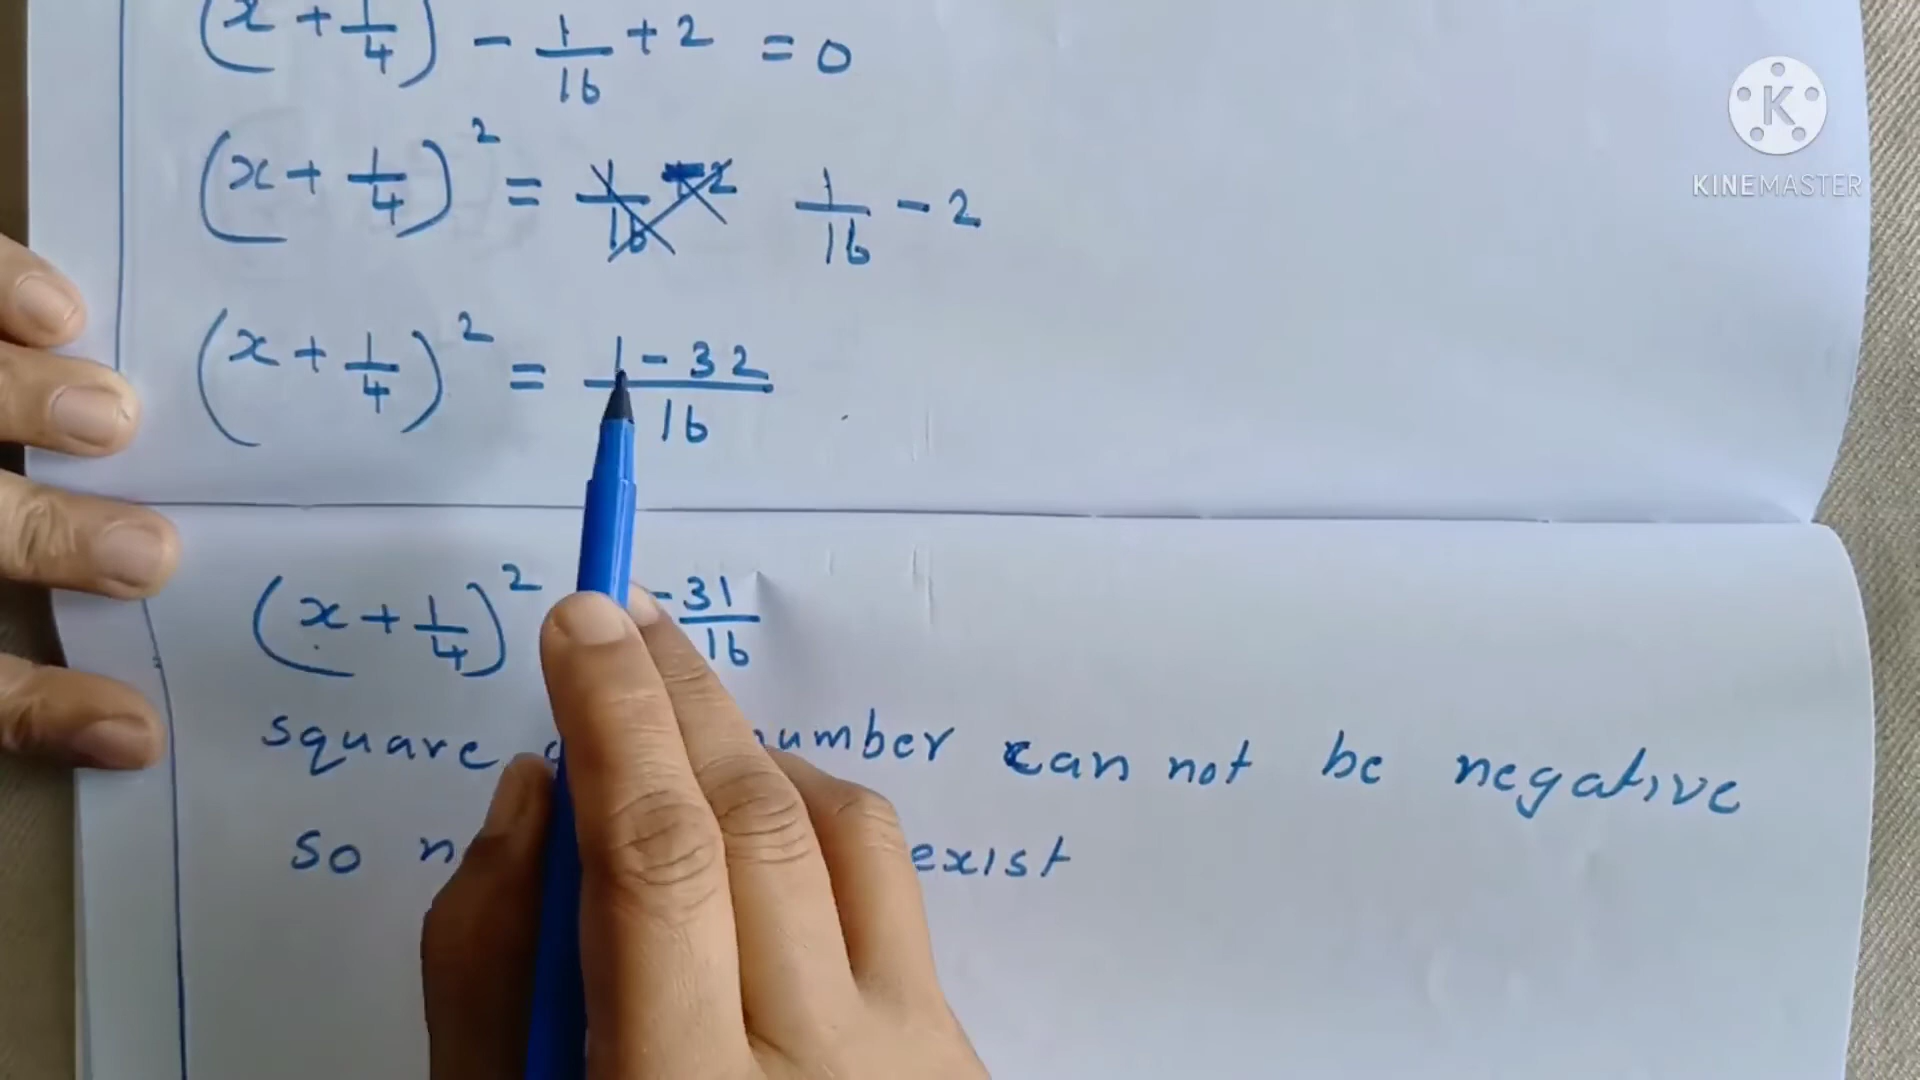 (x + 1/4) - 1/16 + 2 = 0
(x + 1/4)² = 1/16 - 2
(x + 1/4)² = (1 - 32)/16
(x + 1/4)² -31/16
square number can not be negative
so exist
KINEMASTER